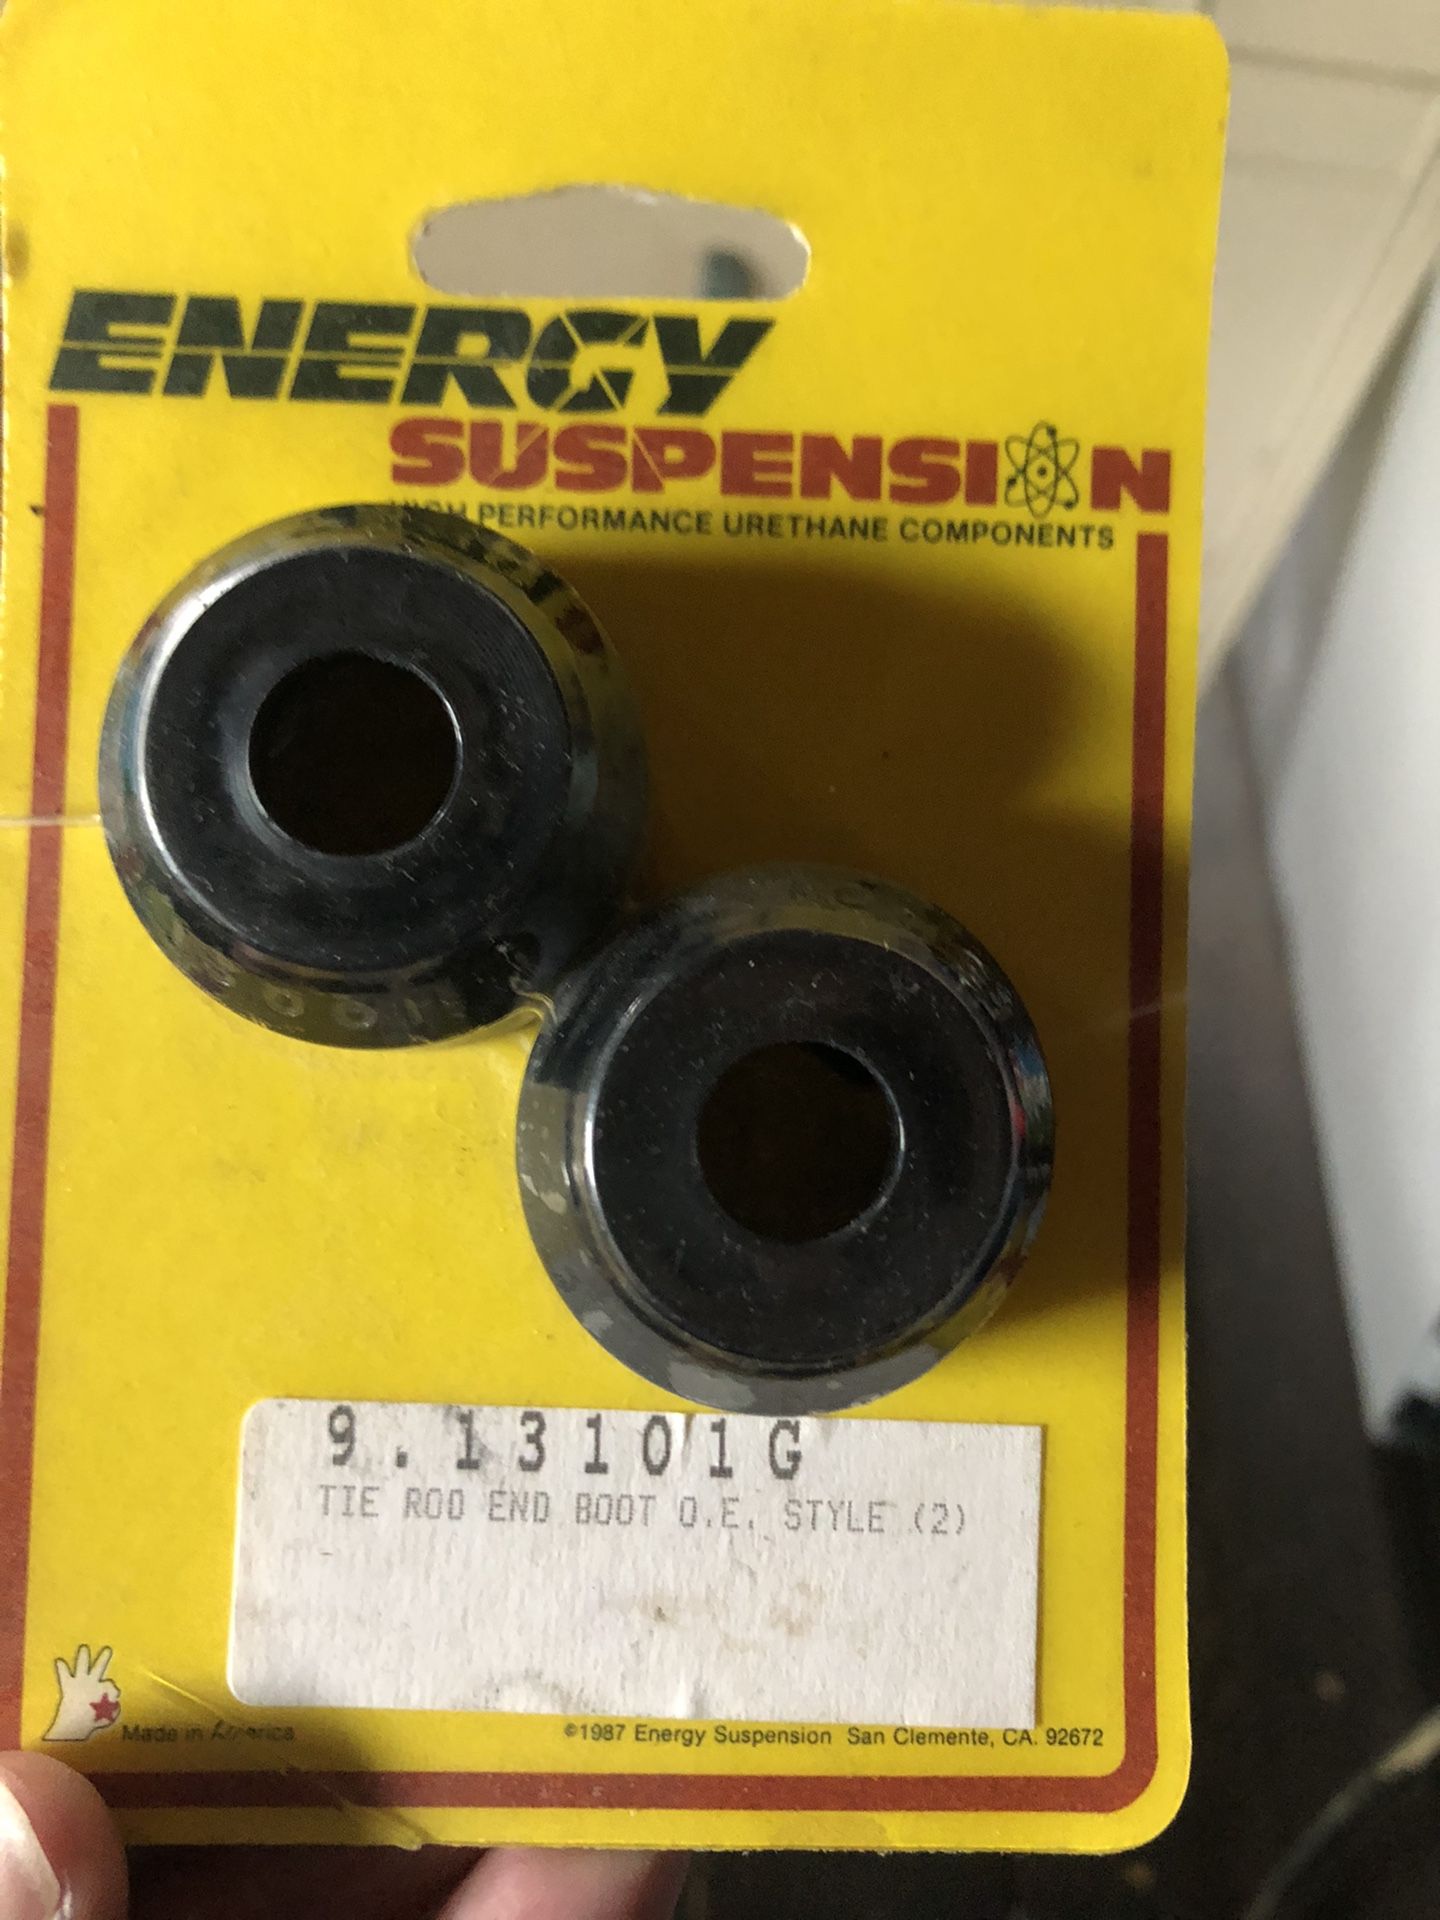 ENERGY
SUSPENSION
HIGH PERFORMANCE URETHANE COMPONENTS
9.13101G
TIE ROD END BOOT O.E. STYLE (2)
Made in America
©1987 Energy Suspension San Clemente, CA. 92672